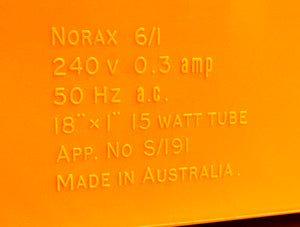 NORAX 6/1
240 V 0.3 amp
50 Hz a.c.
18" × 1" 15 WATT TUBE
APP. NO S/191
MADE IN AUSTRALIA.